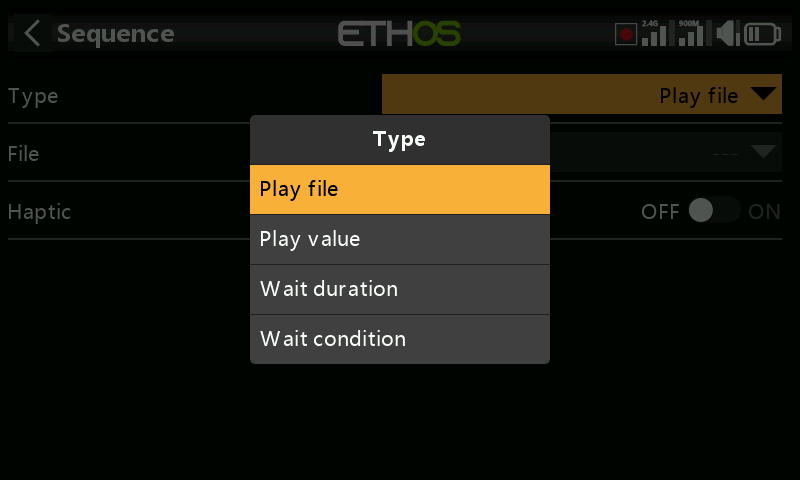 Sequence
ETHOS
2.4G
900M
Type
Play file
File
---
Haptic
OFF
ON
Type
Play file
Play value
Wait duration
Wait condition